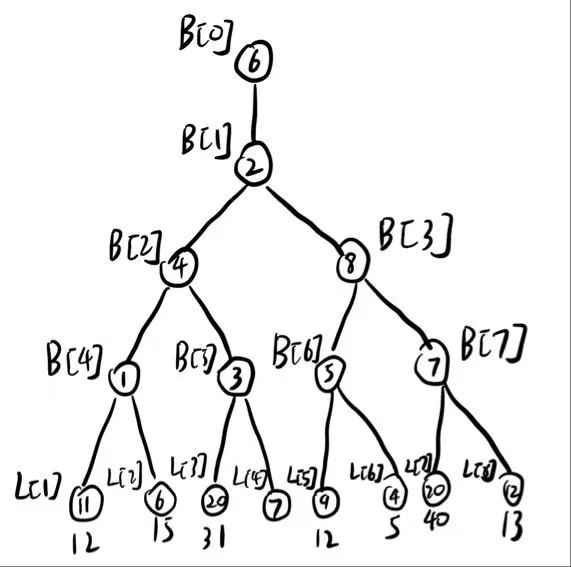 B[0]
6
B[1]
2
B[2] 4 8 B[3]
B[4] 1 B[5] 3 B[6] 5 7 B[7]
L[1] L[2] L[3] L[4] L[5] L[6] L[7] L[8]
11 6 20 7 9 4 20 12
12 15 31 12 5 40 13